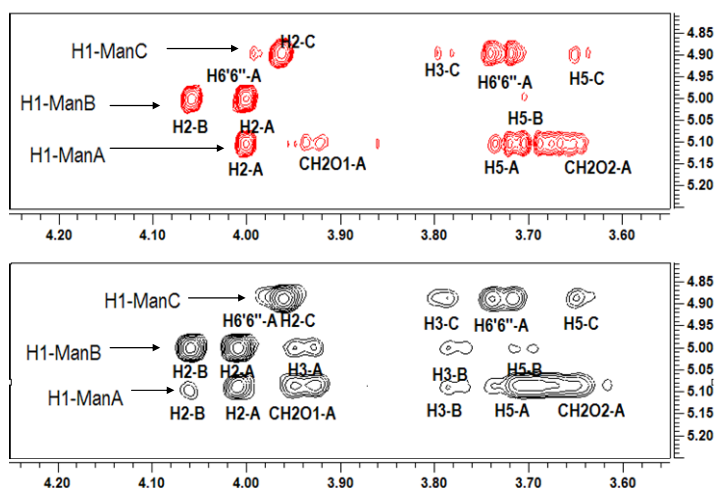 H1-ManC H2-C 4.85
H6'6''-A H3-C H6'6''-A H5-C 4.90
4.95
H1-ManB 5.00
H2-B H2-A H5-B 5.05
H1-ManA 5.10
H2-A CH2O1-A H5-A CH2O2-A 5.15
5.20
4.20 4.10 4.00 3.90 3.80 3.70 3.60
H1-ManC 4.85
4.90
H6'6''-A H2-C H3-C H6'6''-A H5-C 4.95
H1-ManB 5.00
H2-B H2-A H3-A H3-B H5-B 5.05
H1-ManA 5.10
H2-B H2-A CH2O1-A H3-B H5-A CH2O2-A 5.15
5.20
4.20 4.10 4.00 3.90 3.80 3.70 3.60